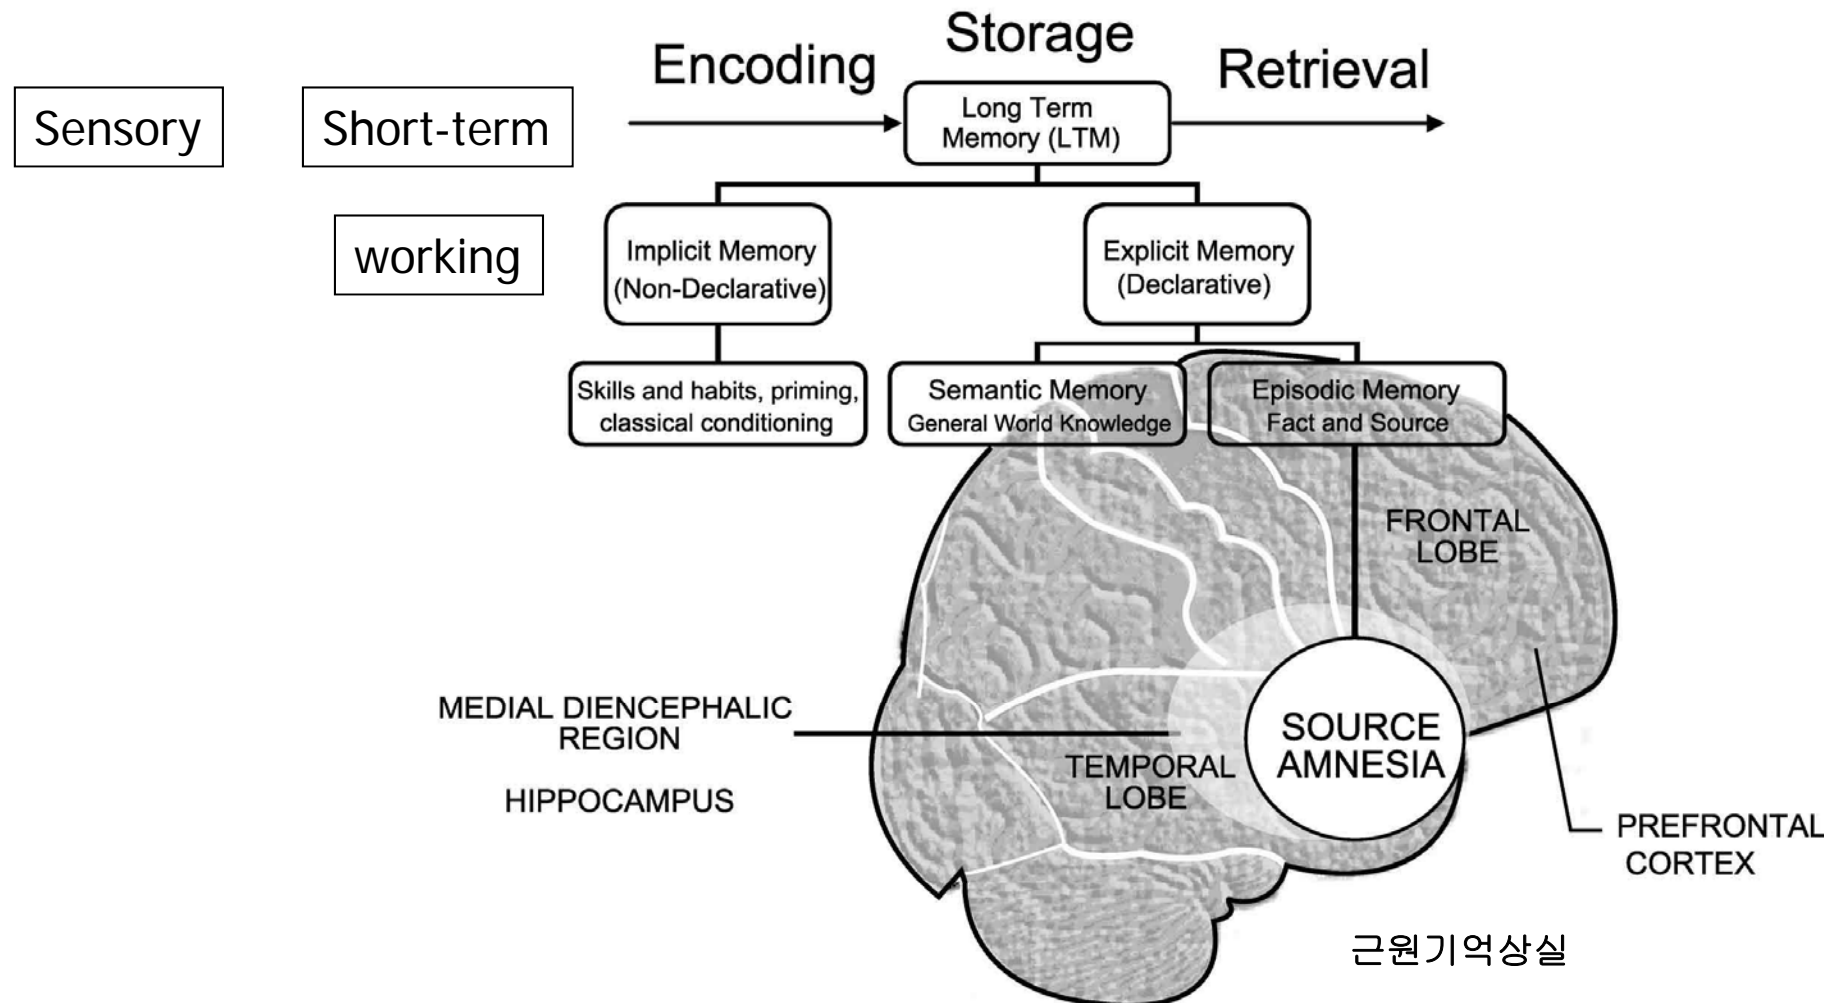 Storage
Encoding
Retrieval
Sensory
Short-term
Long Term
Memory (LTM)
working
Implicit Memory
(Non-Declarative)
Explicit Memory
(Declarative)
Skills and habits, priming,
classical conditioning
Semantic Memory
General World Knowledge
Episodic Memory
Fact and Source
FRONTAL
LOBE
MEDIAL DIENCEPHALIC
REGION
HIPPOCAMPUS
TEMPORAL
LOBE
SOURCE
AMNESIA
PREFRONTAL
CORTEX
근원기억상실